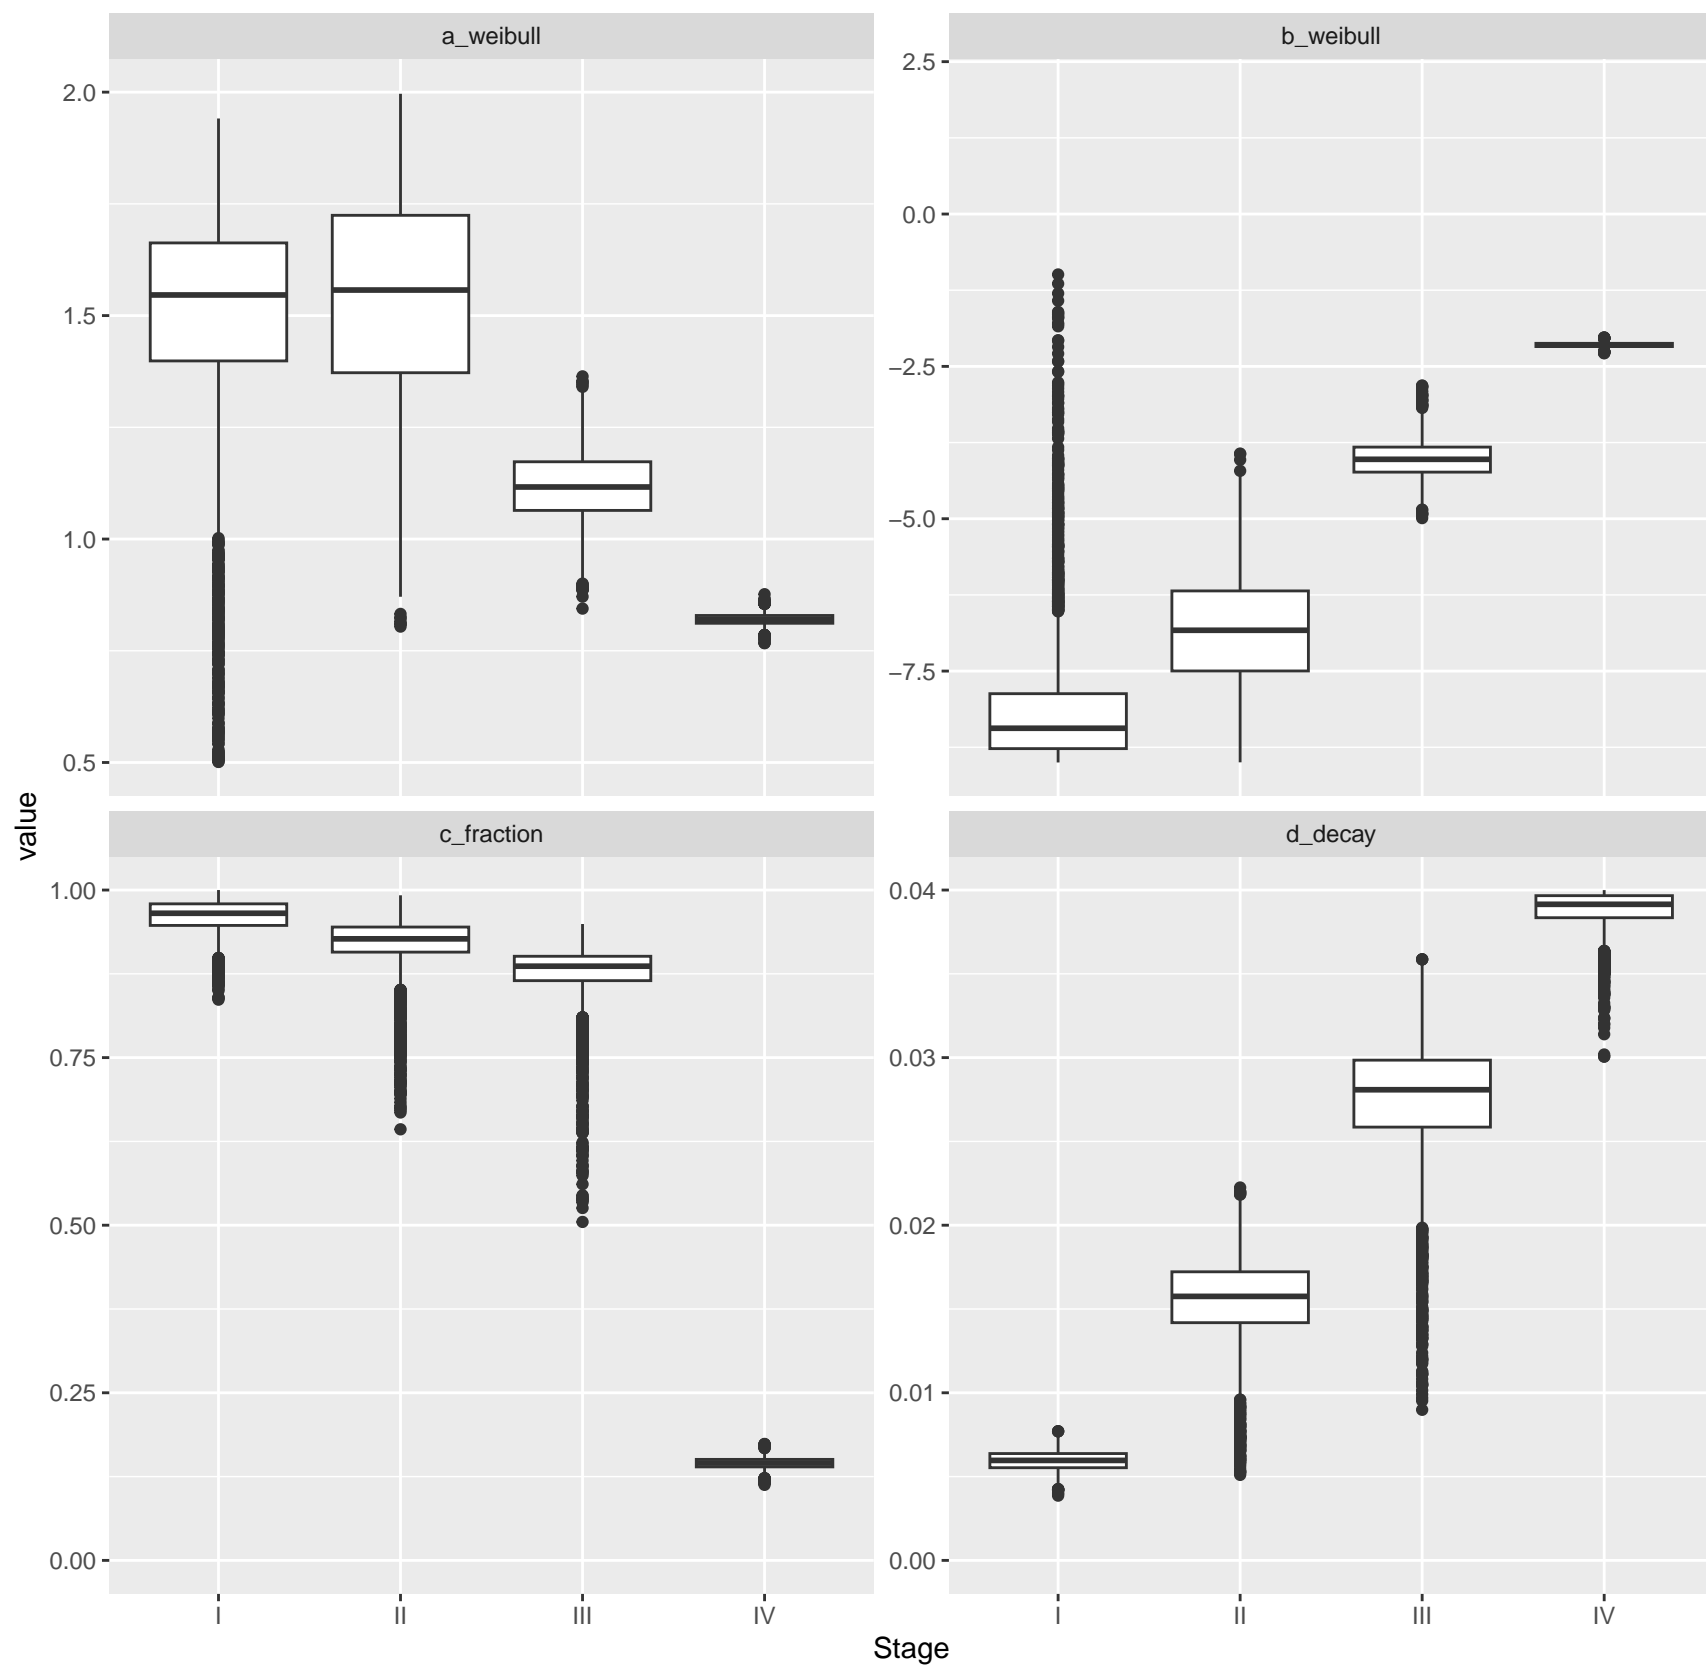 a_weibull
b_weibull
2.0
1.5
1.0
0.5
2.5
0.0
−2.5
−5.0
−7.5
value
c_fraction
d_decay
1.00
0.75
0.50
0.25
0.00
0.04
0.03
0.02
0.01
0.00
I II III IV
I II III IV
Stage